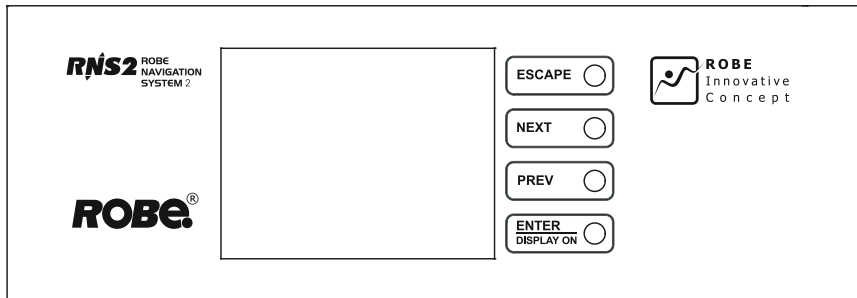 RNS2 ROBE
NAVIGATION
SYSTEM 2
ROBE®
ESCAPE
NEXT
PREV
ENTER
DISPLAY ON
ROBE
Innovative
Concept